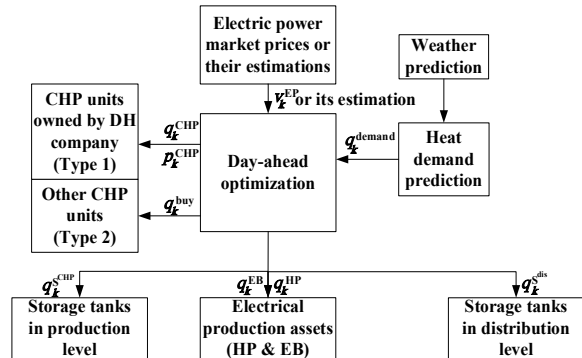 Electric power
market prices or
their estimations
Weather
prediction
v_k^EP or its estimation
CHP units
owned by DH
company
(Type 1)
q_k^CHP
p_k^CHP
Day-ahead
optimization
q_k^demand
Heat
demand
prediction
Other CHP
units
(Type 2)
q_k^buy
q_k^S^CHP
q_k^EB
q_k^HP
q_k^S^dis
Storage tanks
in production
level
Electrical
production assets
(HP & EB)
Storage tanks
in distribution
level